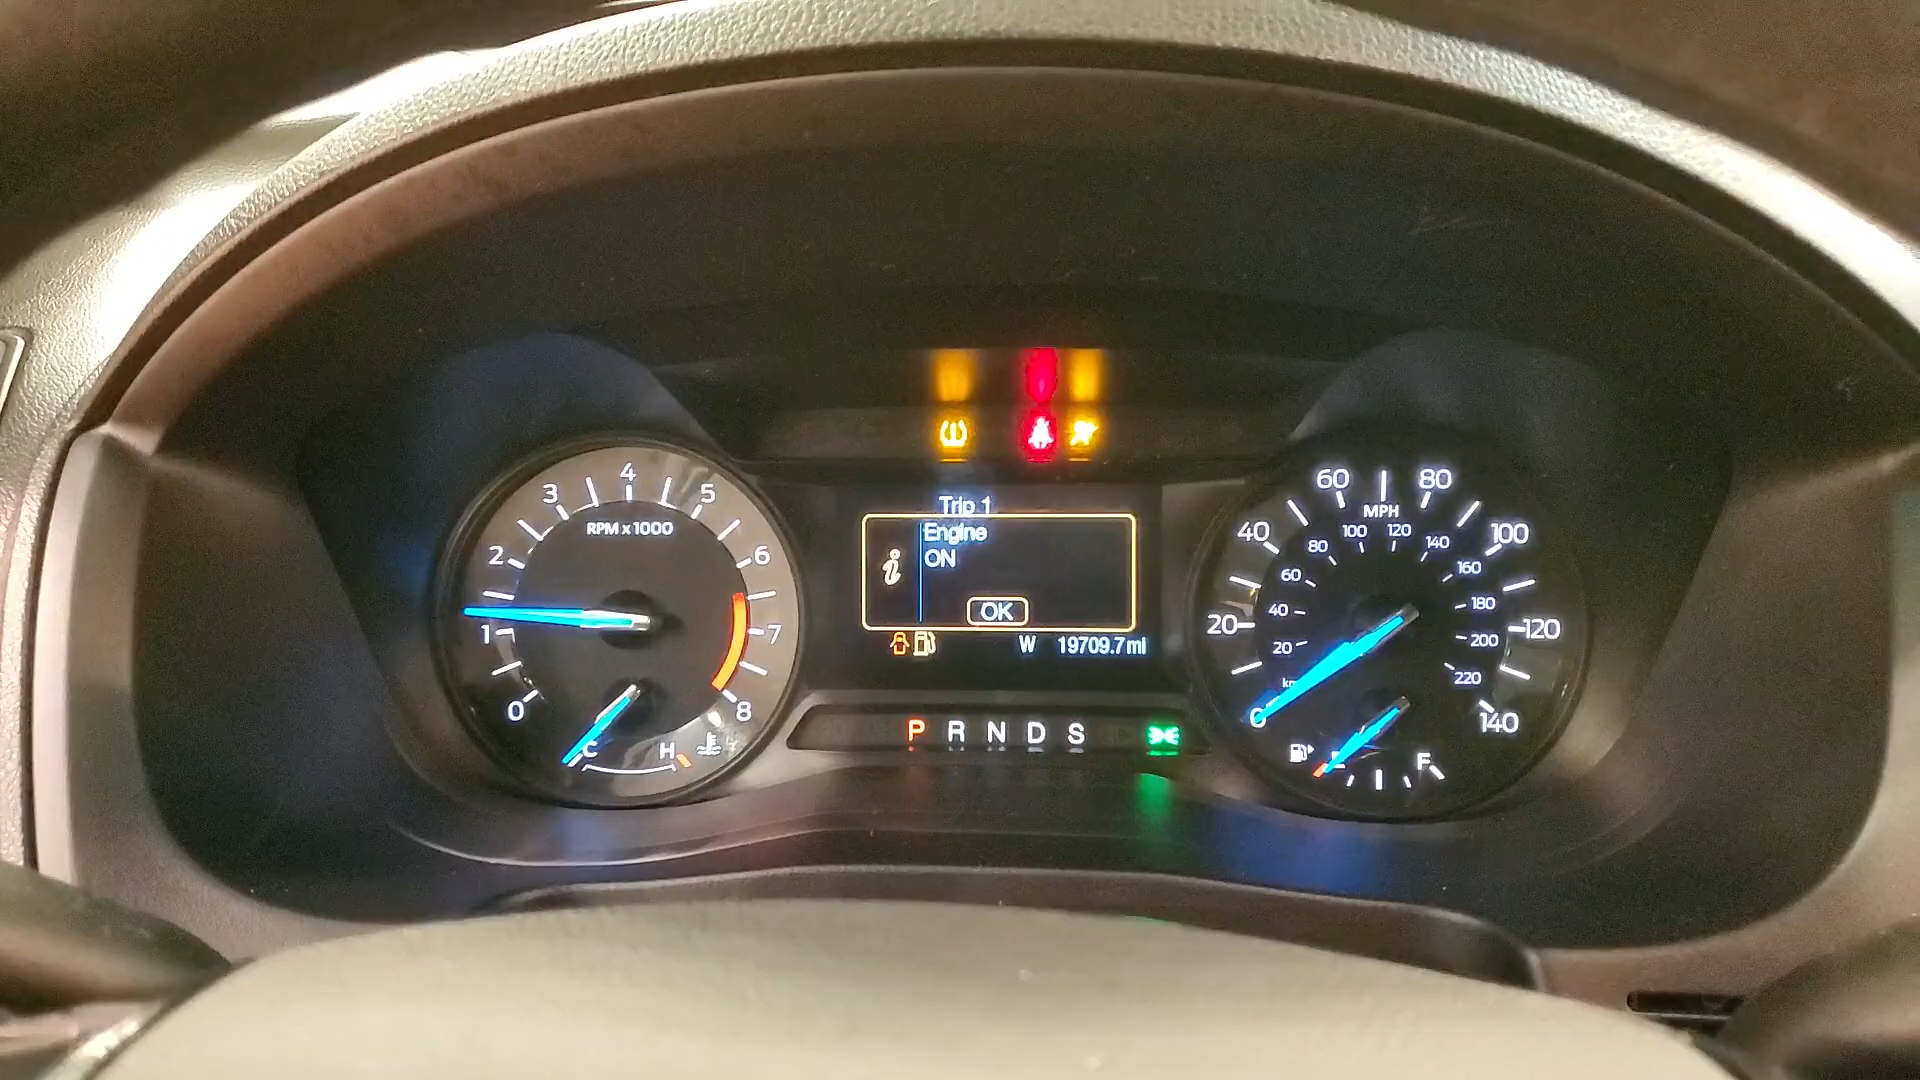 4
3 5
RPM x 1000
2 6
1 7
0 8
C H
Trip 1
Engine
ON
OK
W 19709.7mi
P R N D S
60 80
MPH
40 100
100 120
80 140
60 160
40 180
20 120
20 200
220
0 140
E F